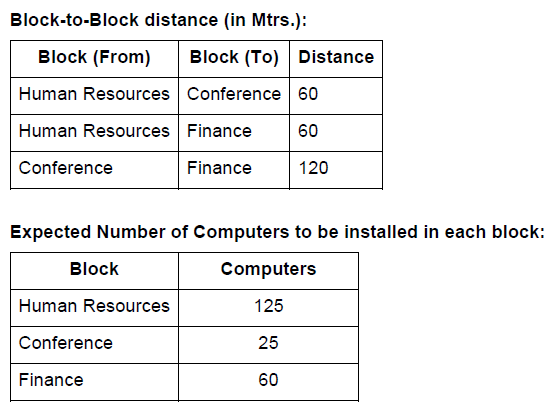 Block-to-Block distance (in Mtrs.):
Block (From) Block (To) Distance
Human Resources Conference 60
Human Resources Finance 60
Conference Finance 120
Expected Number of Computers to be installed in each block:
Block Computers
Human Resources 125
Conference 25
Finance 60